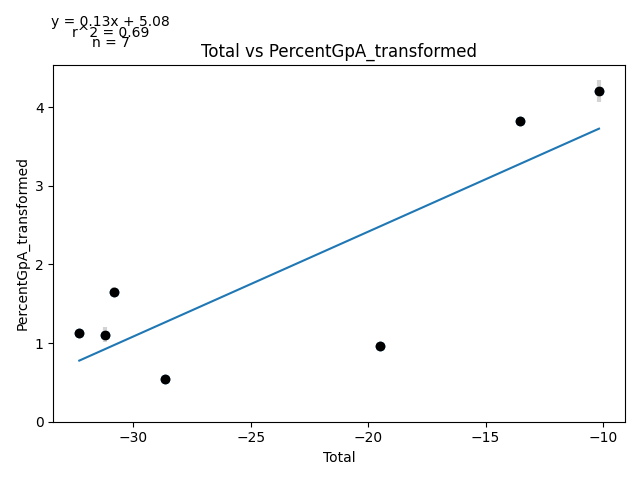 y = 0.13x + 5.08
r^2 = 0.69
n = 7
Total vs PercentGpA_transformed
PercentGpA_transformed
4
3
2
1
0
−30
−25
−20
−15
−10
Total